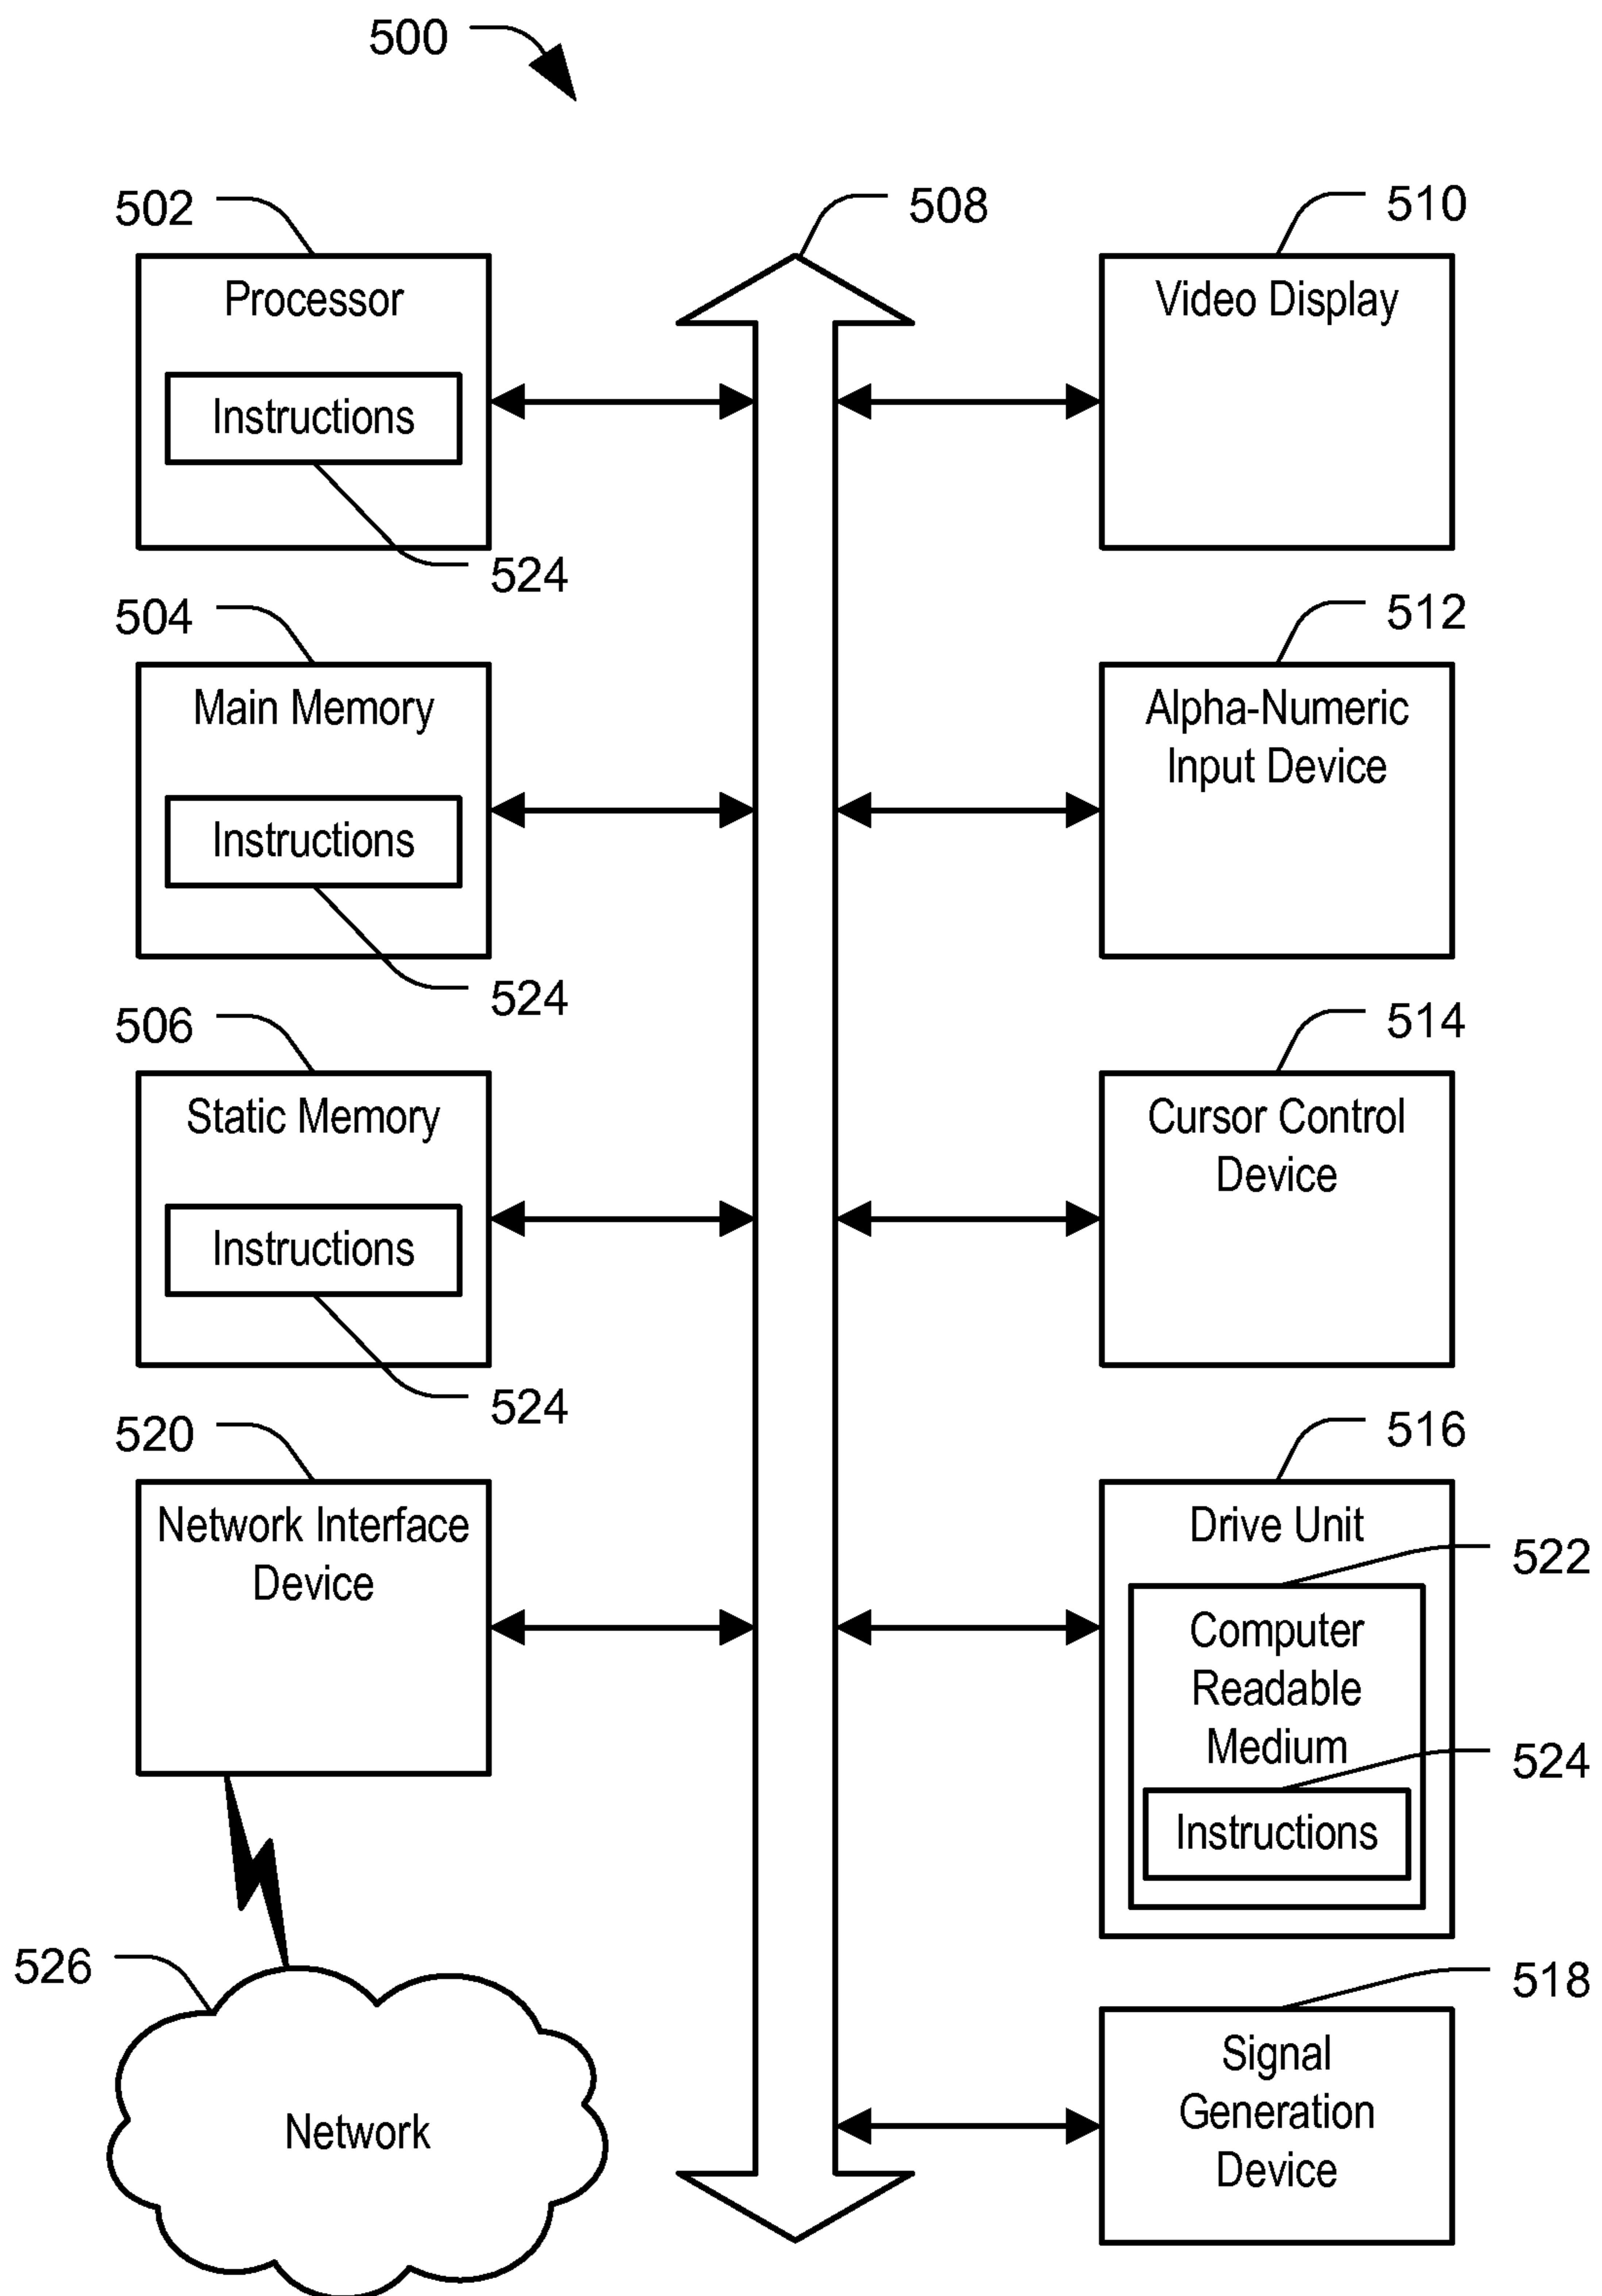 500
502
508
510
Processor
Instructions
524
Video Display
504
Main Memory
Instructions
524
512
Alpha-Numeric
Input Device
506
Static Memory
Instructions
524
514
Cursor Control
Device
520
Network Interface
Device
516
Drive Unit
522
Computer
Readable
Medium
524
Instructions
526
Network
518
Signal
Generation
Device